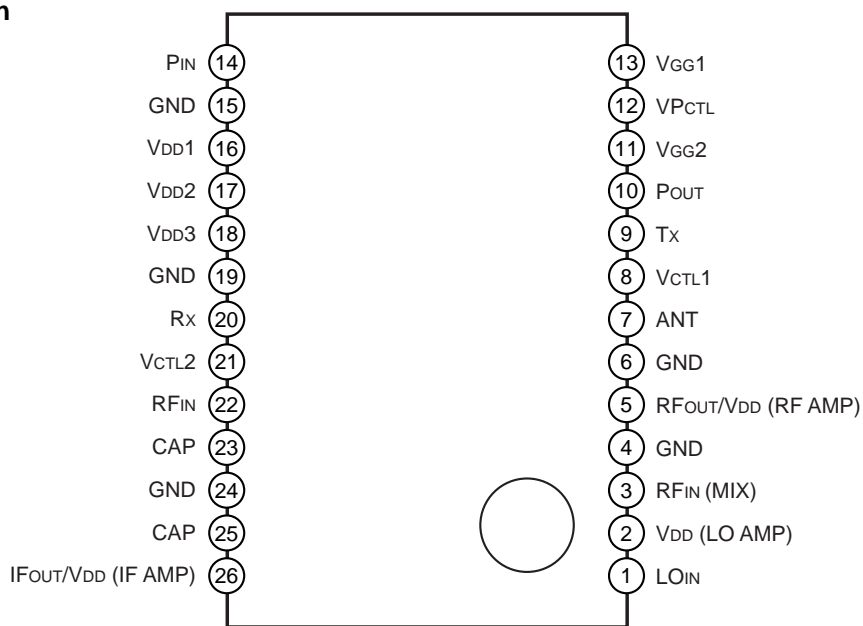 n
PIN 14 13 VGG1
GND 15 12 VPCTL
VDD1 16 11 VGG2
VDD2 17 10 POUT
VDD3 18 9 TX
GND 19 8 VCTL1
RX 20 7 ANT
VCTL2 21 6 GND
RFIN 22 5 RFOUT/VDD (RF AMP)
CAP 23 4 GND
GND 24 3 RFIN (MIX)
CAP 25 2 VDD (LO AMP)
IFOUT/VDD (IF AMP) 26 1 LOIN